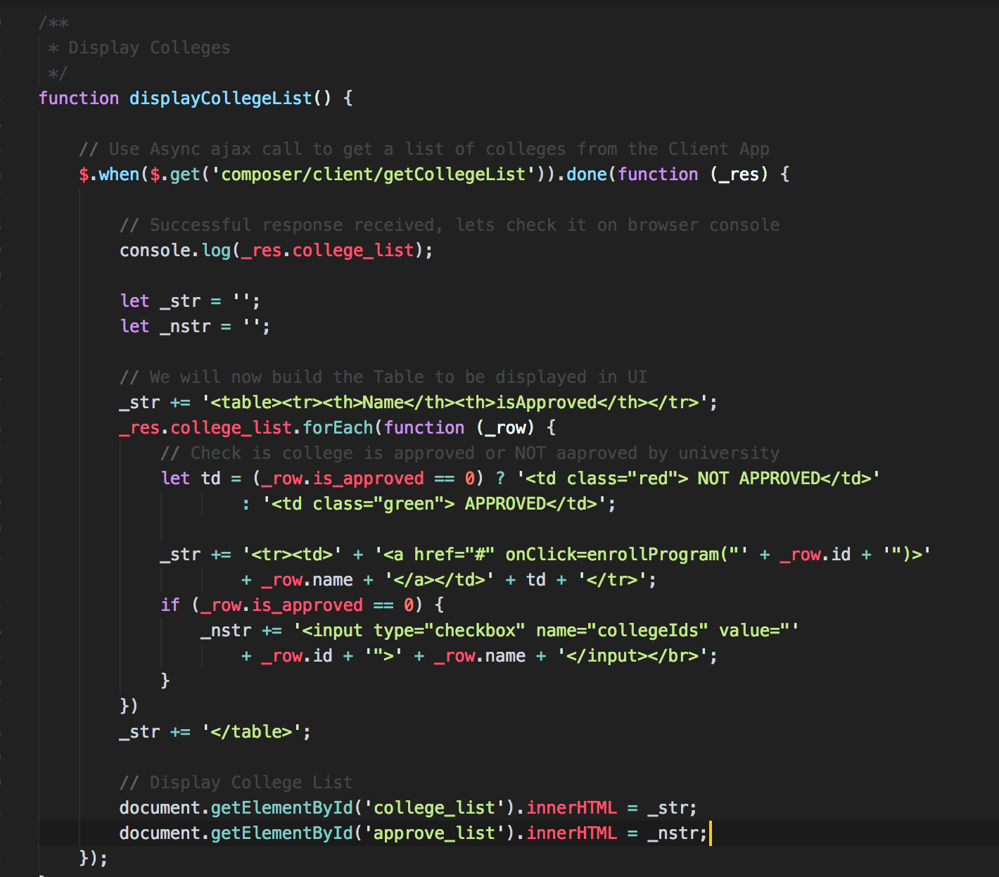 /**
 * Display Colleges
 */
function displayCollegeList() {

    // Use Async ajax call to get a list of colleges from the Client App
    $.when($.get('composer/client/getCollegeList')).done(function (_res) {

        // Successful response received, lets check it on browser console
        console.log(_res.college_list);

        let _str = '';
        let _nstr = '';

        // We will now build the Table to be displayed in UI
        _str += '<table><tr><th>Name</th><th>isApproved</th></tr>';
        _res.college_list.forEach(function (_row) {
            // Check is college is approved or NOT aaproved by university
            let td = (_row.is_approved == 0) ? '<td class="red"> NOT APPROVED</td>'
                    : '<td class="green"> APPROVED</td>';

            _str += '<tr><td>' + '<a href="#" onClick=enrollProgram("' + _row.id + '")>'
                    + _row.name + '</a></td>' + td + '</tr>';
            if (_row.is_approved == 0) {
                _nstr += '<input type="checkbox" name="collegeIds" value="'
                    + _row.id + '">' + _row.name + '</input></br>';
            }
        })
        _str += '</table>';

        // Display College List
        document.getElementById('college_list').innerHTML = _str;
        document.getElementById('approve_list').innerHTML = _nstr;
    });